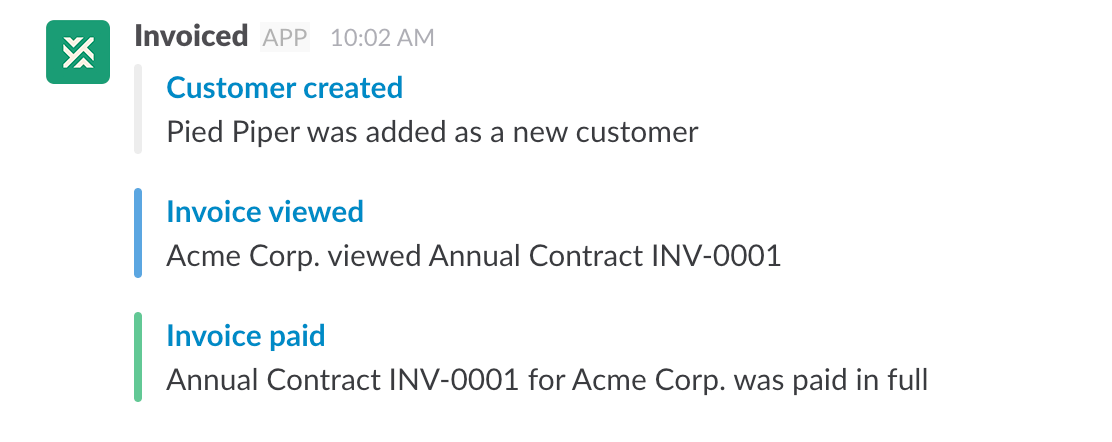 Invoiced APP 10:02 AM
Customer created
Pied Piper was added as a new customer
Invoice viewed
Acme Corp. viewed Annual Contract INV-0001
Invoice paid
Annual Contract INV-0001 for Acme Corp. was paid in full